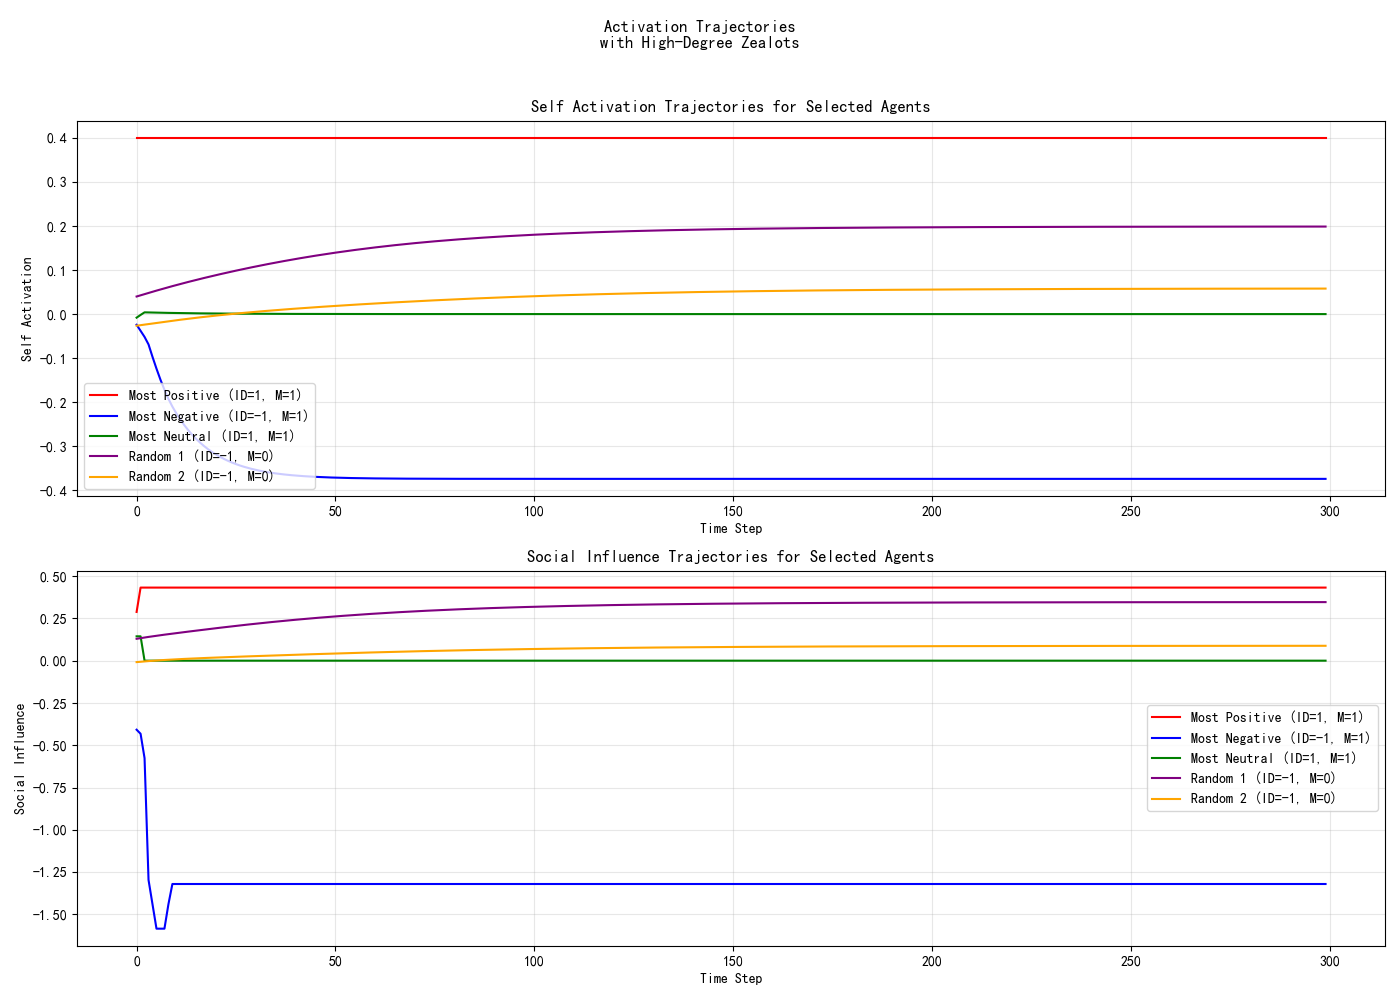 Activation Trajectories
with High-Degree Zealots
Self Activation Trajectories for Selected Agents
Self Activation
0.4
0.3
0.2
0.1
0.0
−0.1
−0.2
−0.3
−0.4
Most Positive (ID=1, M=1)
Most Negative (ID=-1, M=1)
Most Neutral (ID=1, M=1)
Random 1 (ID=-1, M=0)
Random 2 (ID=-1, M=0)
0 50 100 150 200 250 300
Time Step
Social Influence Trajectories for Selected Agents
Social Influence
0.50
0.25
0.00
−0.25
−0.50
−0.75
−1.00
−1.25
−1.50
Most Positive (ID=1, M=1)
Most Negative (ID=-1, M=1)
Most Neutral (ID=1, M=1)
Random 1 (ID=-1, M=0)
Random 2 (ID=-1, M=0)
0 50 100 150 200 250 300
Time Step